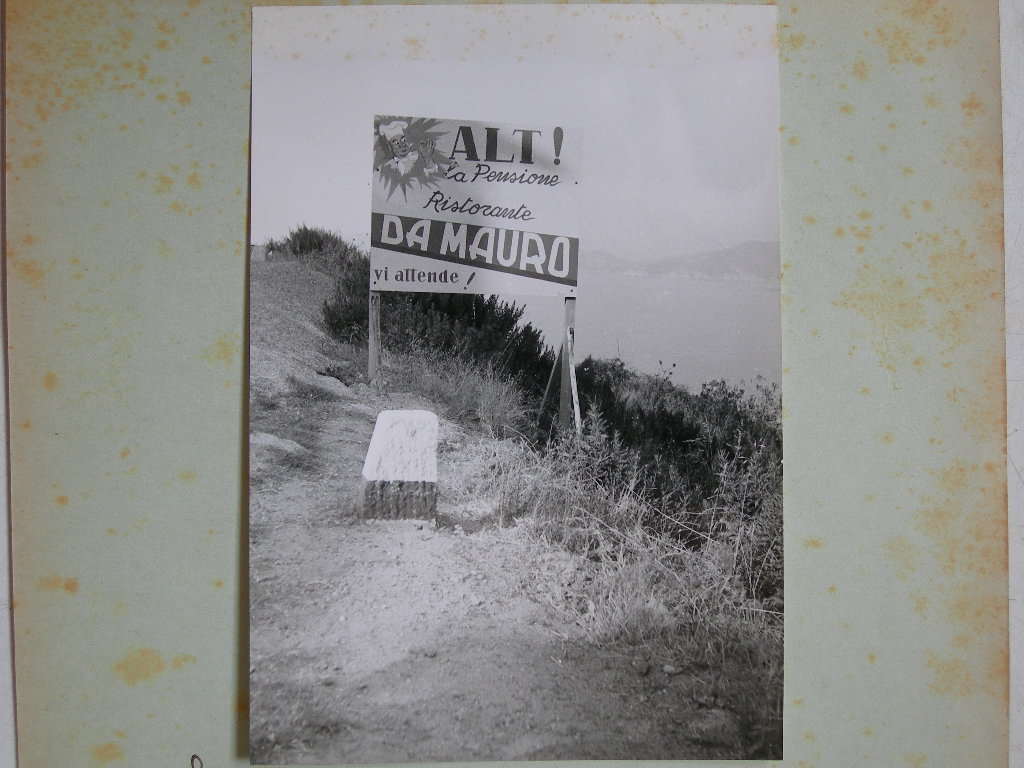 ALT!
la Pensione
Ristorante
DA MAURO
vi attende!